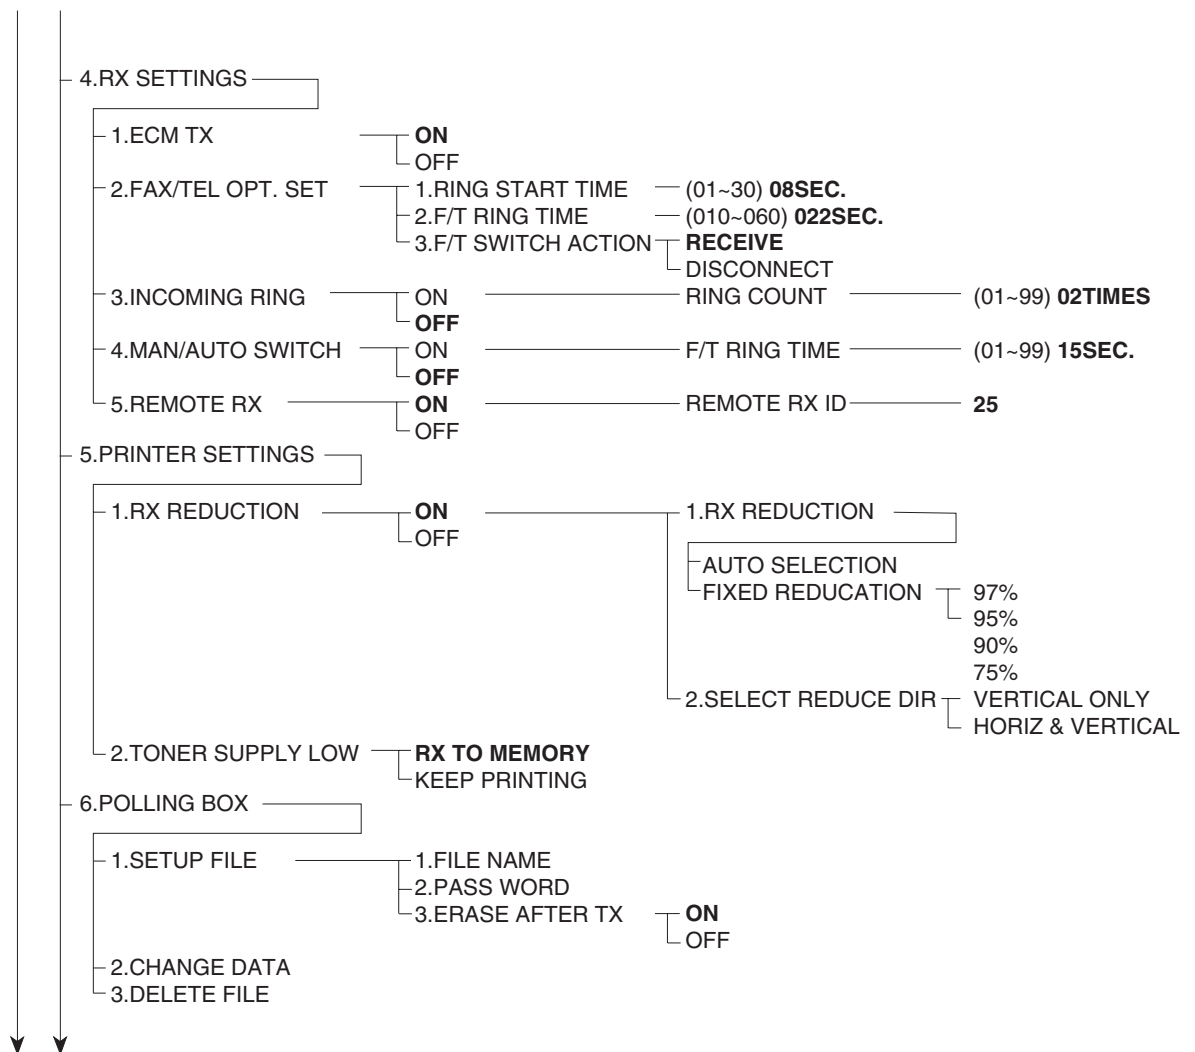 4.RX SETTINGS
1.ECM TX ON
OFF
2.FAX/TEL OPT. SET 1.RING START TIME (01~30) 08SEC.
2.F/T RING TIME (010~060) 022SEC.
3.F/T SWITCH ACTION RECEIVE
DISCONNECT
3.INCOMING RING ON RING COUNT (01~99) 02TIMES
OFF
4.MAN/AUTO SWITCH ON F/T RING TIME (01~99) 15SEC.
OFF
5.REMOTE RX ON REMOTE RX ID 25
OFF
5.PRINTER SETTINGS
1.RX REDUCTION ON 1.RX REDUCTION
OFF
AUTO SELECTION
FIXED REDUCATION 97%
95%
90%
75%
2.SELECT REDUCE DIR VERTICAL ONLY
HORIZ & VERTICAL
2.TONER SUPPLY LOW RX TO MEMORY
KEEP PRINTING
6.POLLING BOX
1.SETUP FILE 1.FILE NAME
2.PASS WORD
3.ERASE AFTER TX ON
OFF
2.CHANGE DATA
3.DELETE FILE